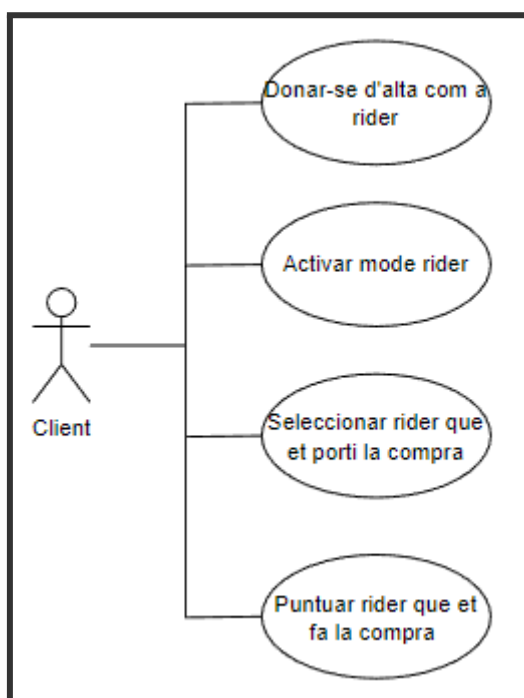 Donar-se d'alta com a
rider
Activar mode rider
Client
Seleccionar rider que
et porti la compra
Puntuar rider que et
fa la compra